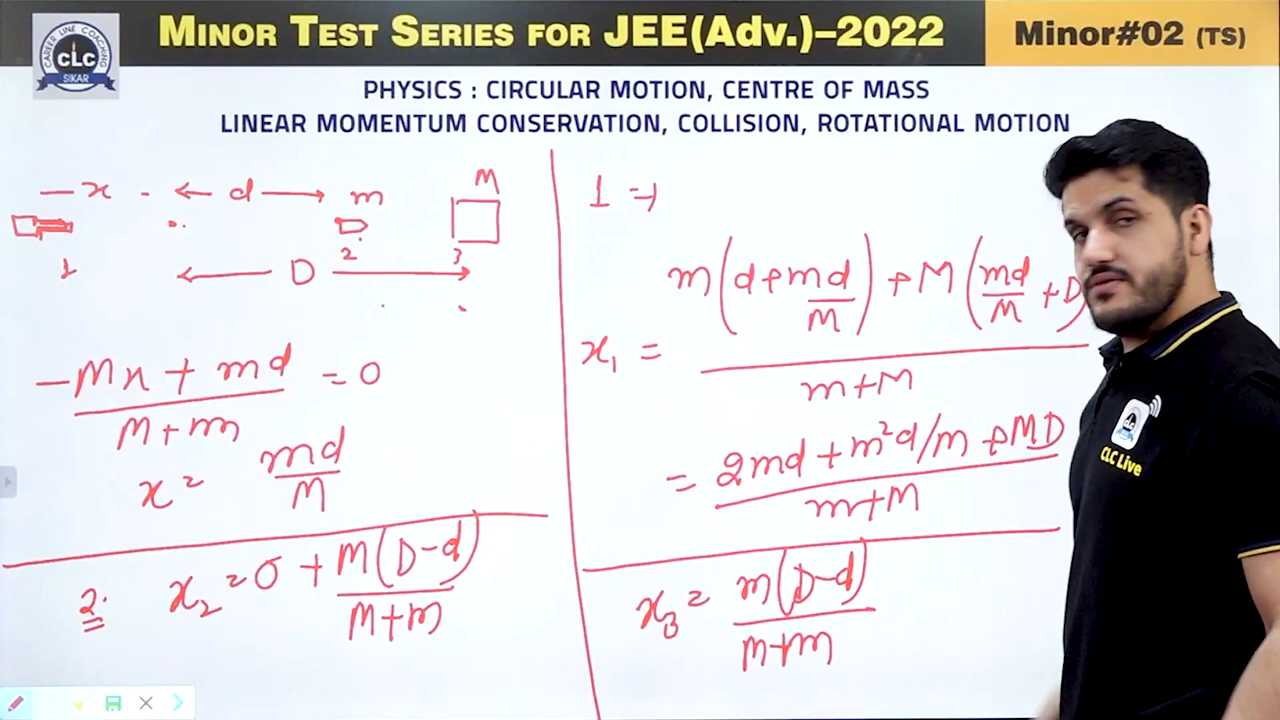 MINOR TEST SERIES FOR JEE(ADV.)–2022
Minor#02 (TS)
CAREER LINE COACHING
CLC
SIKAR
PHYSICS : CIRCULAR MOTION, CENTRE OF MASS
LINEAR MOMENTUM CONSERVATION, COLLISION, ROTATIONAL MOTION
— x - ← d → m M
1 2 3
← D →
(-Mx + md)/(M+m) = 0
x = md/M
2. x₂ = 0 + M(D-d)/(M+m)
1 ⇒
x₁ = (m(d+md/M) + M(md/M + D))/(m+M)
= (2md + m²d/M + MD)/(m+M)
x₃ = m(D-d)/(M+m)
CLC
CLC Live